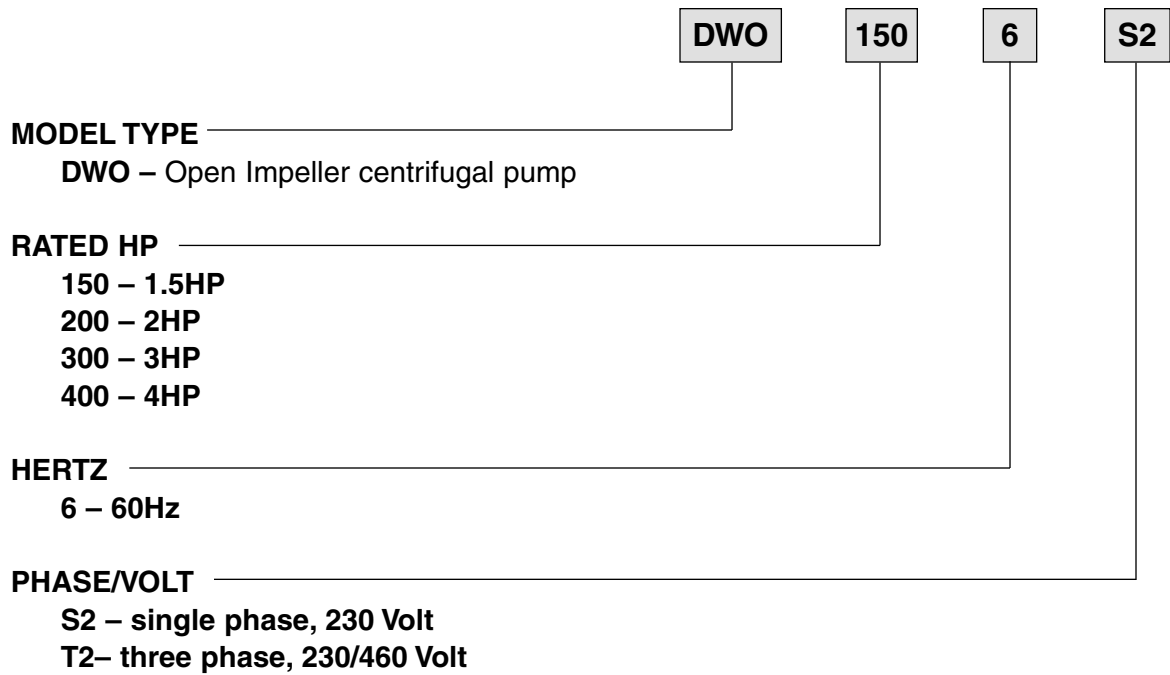 DWO 150 6 S2
MODEL TYPE
DWO – Open Impeller centrifugal pump
RATED HP
150 – 1.5HP
200 – 2HP
300 – 3HP
400 – 4HP
HERTZ
6 – 60Hz
PHASE/VOLT
S2 – single phase, 230 Volt
T2– three phase, 230/460 Volt